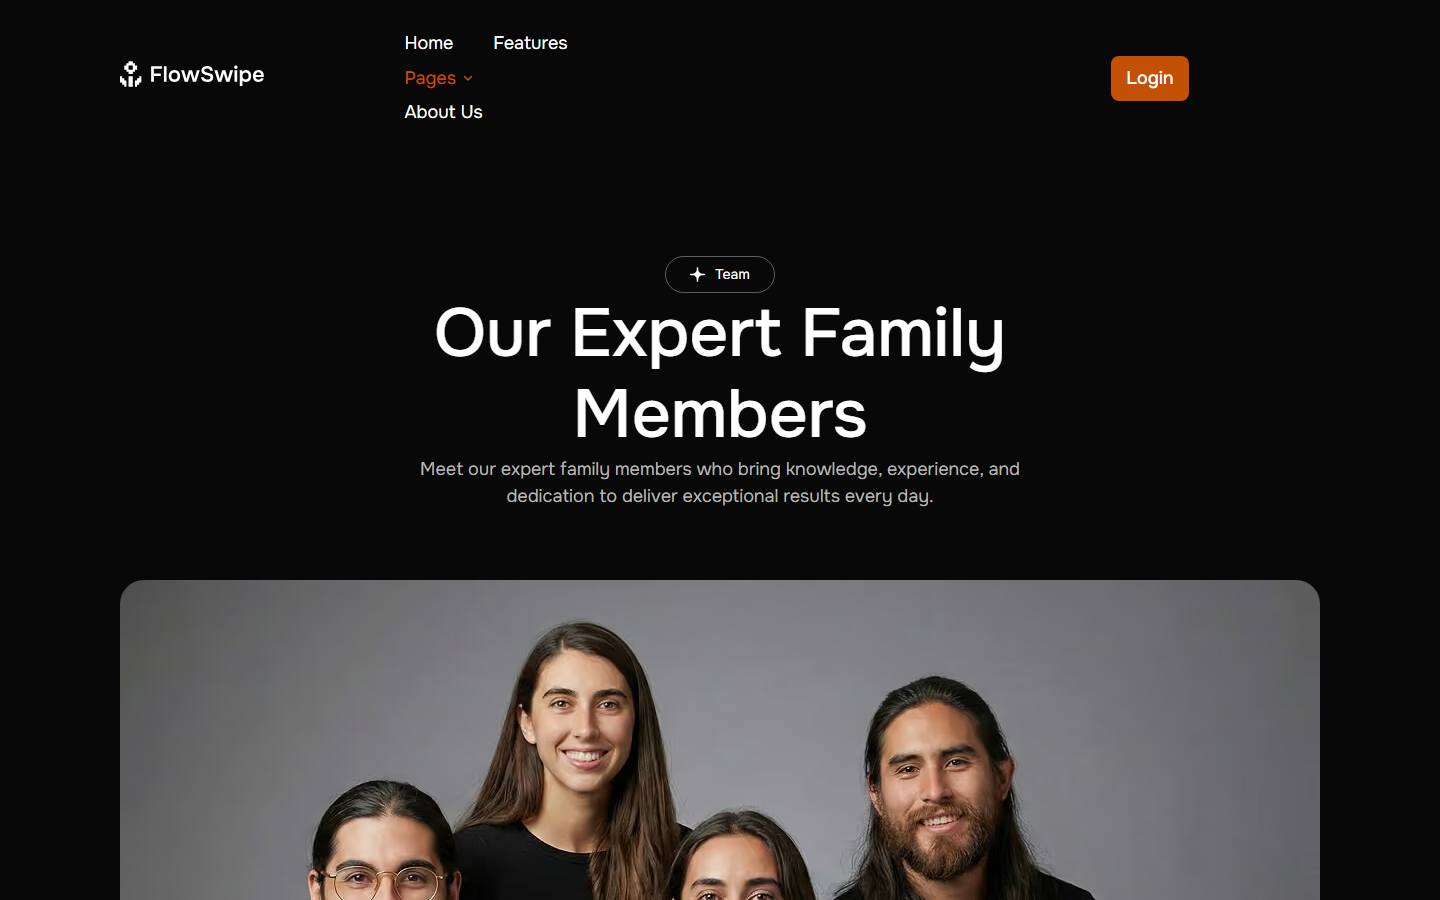 FlowSwipe
Home
Features
Pages
About Us
Login
Team
Our Expert Family
Members
Meet our expert family members who bring knowledge, experience, and
dedication to deliver exceptional results every day.